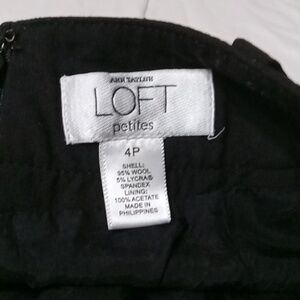 ANN TAYLOR
LOFT
petites
4P
SHELL:
95% WOOL
5% LYCRA®
SPANDEX
LINING:
100% ACETATE
MADE IN
PHILIPPINES